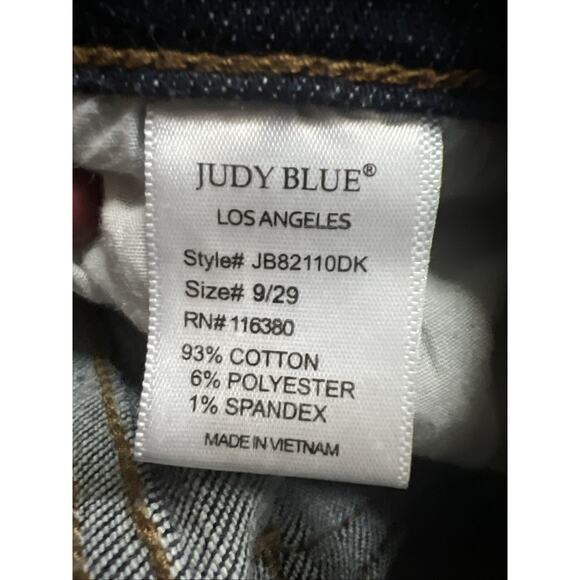 JUDY BLUE®
LOS ANGELES
Style# JB82110DK
Size# 9/29
RN# 116380
93% COTTON
6% POLYESTER
1% SPANDEX
MADE IN VIETNAM